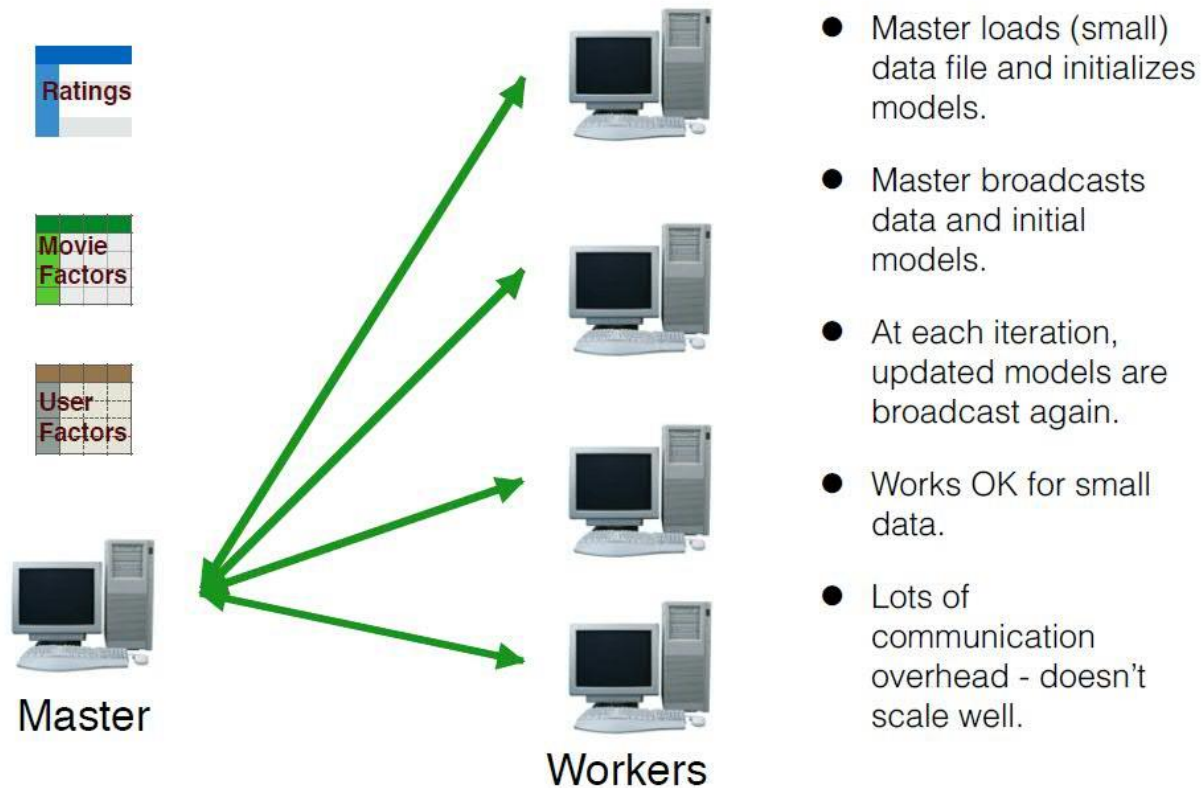 Ratings
Movie
Factors
User
Factors
Master
Workers
● Master loads (small)
data file and initializes
models.
● Master broadcasts
data and initial
models.
● At each iteration,
updated models are
broadcast again.
● Works OK for small
data.
● Lots of
communication
overhead - doesn't
scale well.